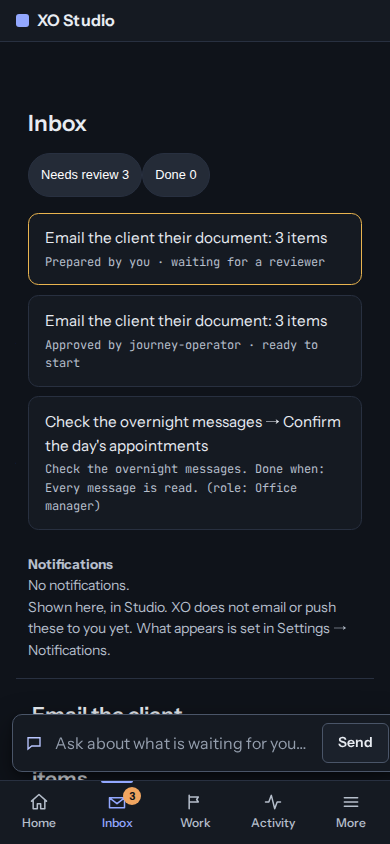 XO Studio
Inbox
Needs review 3
Done 0
Email the client their document: 3 items
Prepared by you · waiting for a reviewer
Email the client their document: 3 items
Approved by journey-operator · ready to
start
Check the overnight messages → Confirm
the day's appointments
Check the overnight messages. Done when:
Every message is read. (role: Office
manager)
Notifications
No notifications.
Shown here, in Studio. XO does not email or push
these to you yet. What appears is set in Settings →
Notifications.
Email the client
Ask about what is waiting for you...
Send
items
3
Home
Inbox
Work
Activity
More